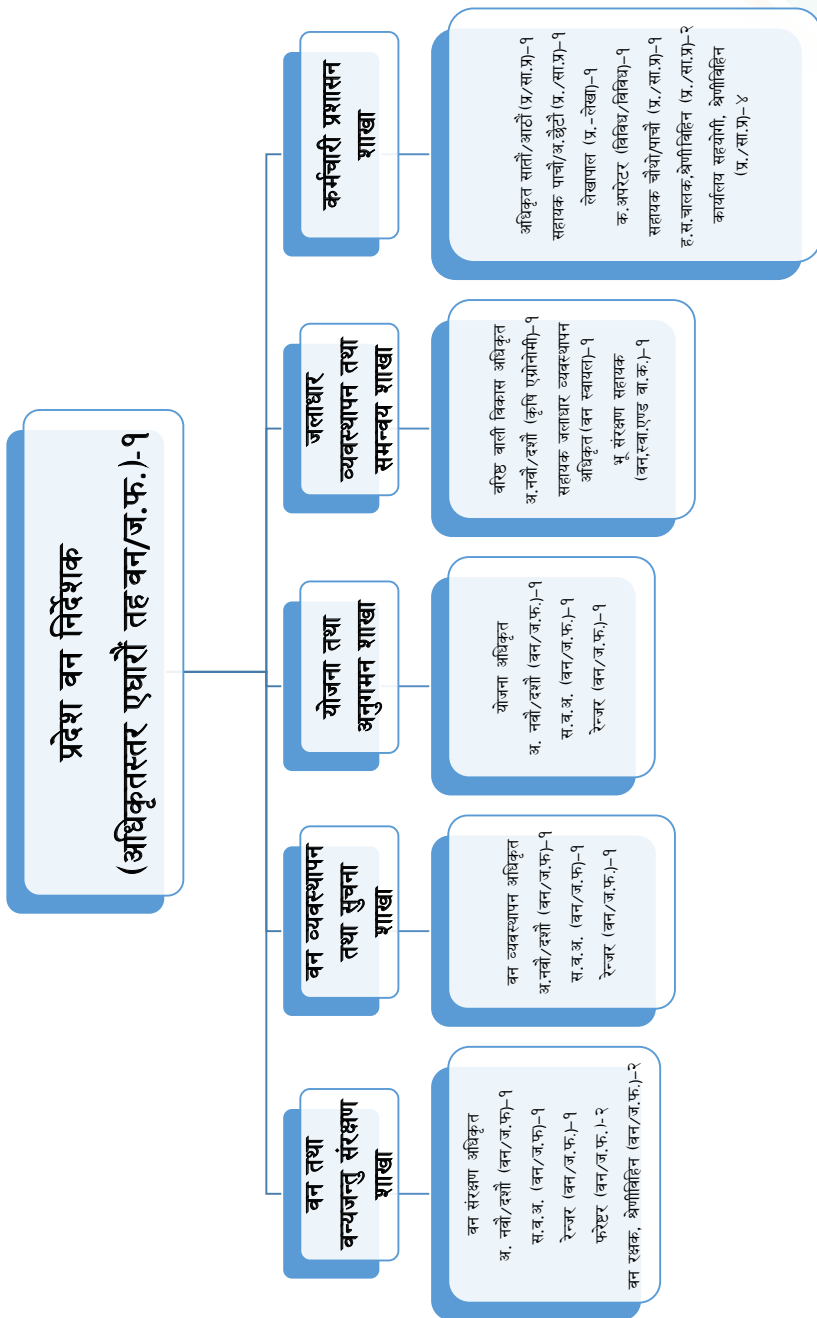 प्रदेश वन निर्देशक
(अधिकृतस्तर एघारौं तह वन/ज.फ.)-१
वन तथा
वन्यजन्तु संरक्षण
शाखा
वन संरक्षण अधिकृत
अ. नवौ/दशौ (वन/ज.फ)–१
स.व.अ. (वन/ज.फ)–१
रेन्जर (वन/ज.फ.)–१
फरेष्टर (वन/ज.फ.)-२
वन रक्षक, श्रेणीविहिन (वन/ज.फ.)–२
वन व्यवस्थापन
तथा सुचना
शाखा
वन व्यवस्थापन अधिकृत
अ.नवौ/दशौ (वन/ज.फ)–१
स.व.अ. (वन/ज.फ)–१
रेन्जर (वन/ज.फ.)–१
योजना तथा
अनुगमन शाखा
योजना अधिकृत
अ. नवौ/दशौ (वन/ज.फ.)–१
स.व.अ. (वन/ज.फ.)–१
रेन्जर (वन/ज.फ.)–१
जलाधार
व्यवस्थापन तथा
समन्वय शाखा
वरिष्ठ वाली विकास अधिकृत
अ.नवौ/दशौ (कृषि एग्रोनोमी)–१
सहायक जलाधार व्यवस्थापन
अधिकृत(वन स्वायल)–१
भू संरक्षण सहायक
(वन,स्वा.एण्ड वा.क.)–१
कर्मचारी प्रशासन
शाखा
अधिकृत सातौ/आठौ (प्र/सा.प्र)–१
सहायक पाचौ/अ.छैटौ (प्र./सा.प्र)–१
लेखापाल (प्र.-लेखा)–१
क.अपरेटर (विविध/विविध)–१
सहायक चौथो/पाचौ (प्र./सा.प्र)–१
ह.स.चालक,श्रेणीविहिन (प्र./सा.प्र)–२
कार्यालय सहयोगी, श्रेणीविहिन
(प्र./सा.प्र)–४